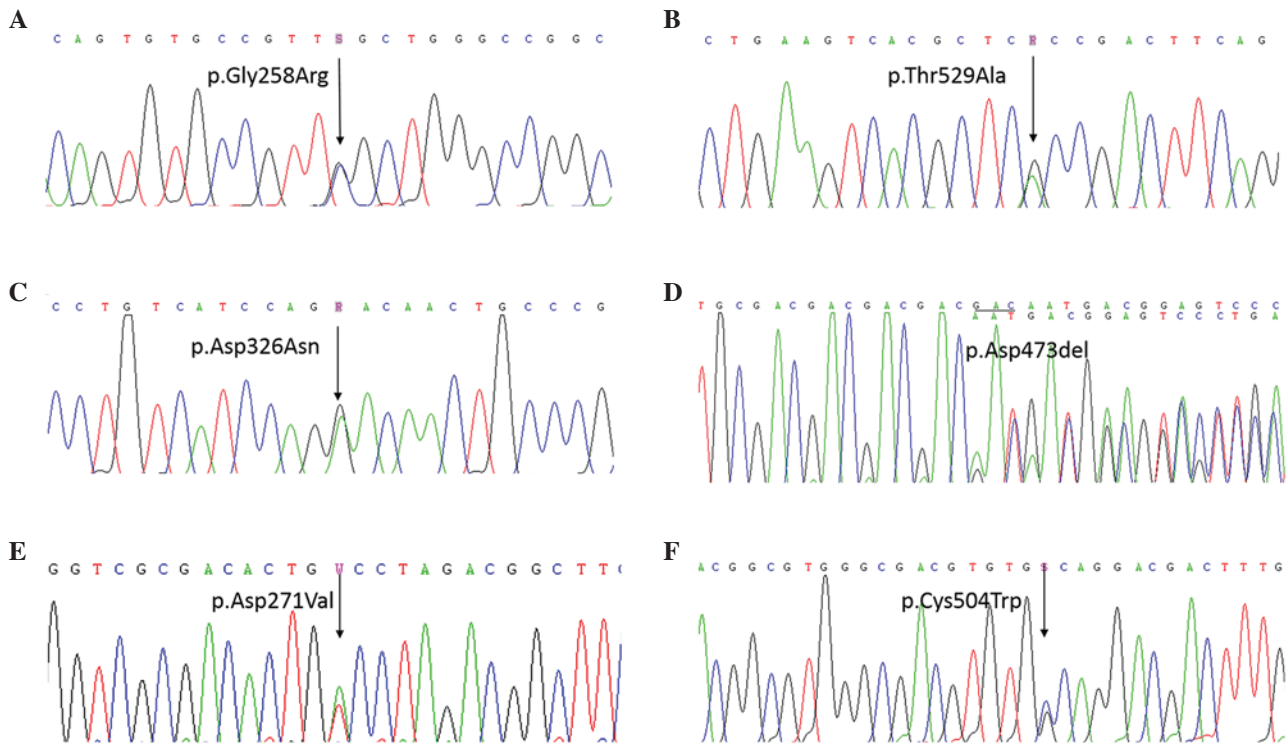 A
C A G T G T G C C G T T S G C T G G G C C G G C
p.Gly258Arg
B
C T G A A G T C A C G C T C R C C G A C T T C A G
p.Thr529Ala
C
C C T G T C A T C C A G R A C A A C T G C C C G
p.Asp326Asn
D
T G C G A C G A C G A C G A C G A C A A T G A C G G A G T C C C
A A T G A C G G A G T C C C T G A
p.Asp473del
E
G G T C G C G A C A C T G W C C T A G A C G G C T T
p.Asp271Val
F
A C G G C G T G G G C G A C G T G T G S C A G G A C G A C T T T G
p.Cys504Trp